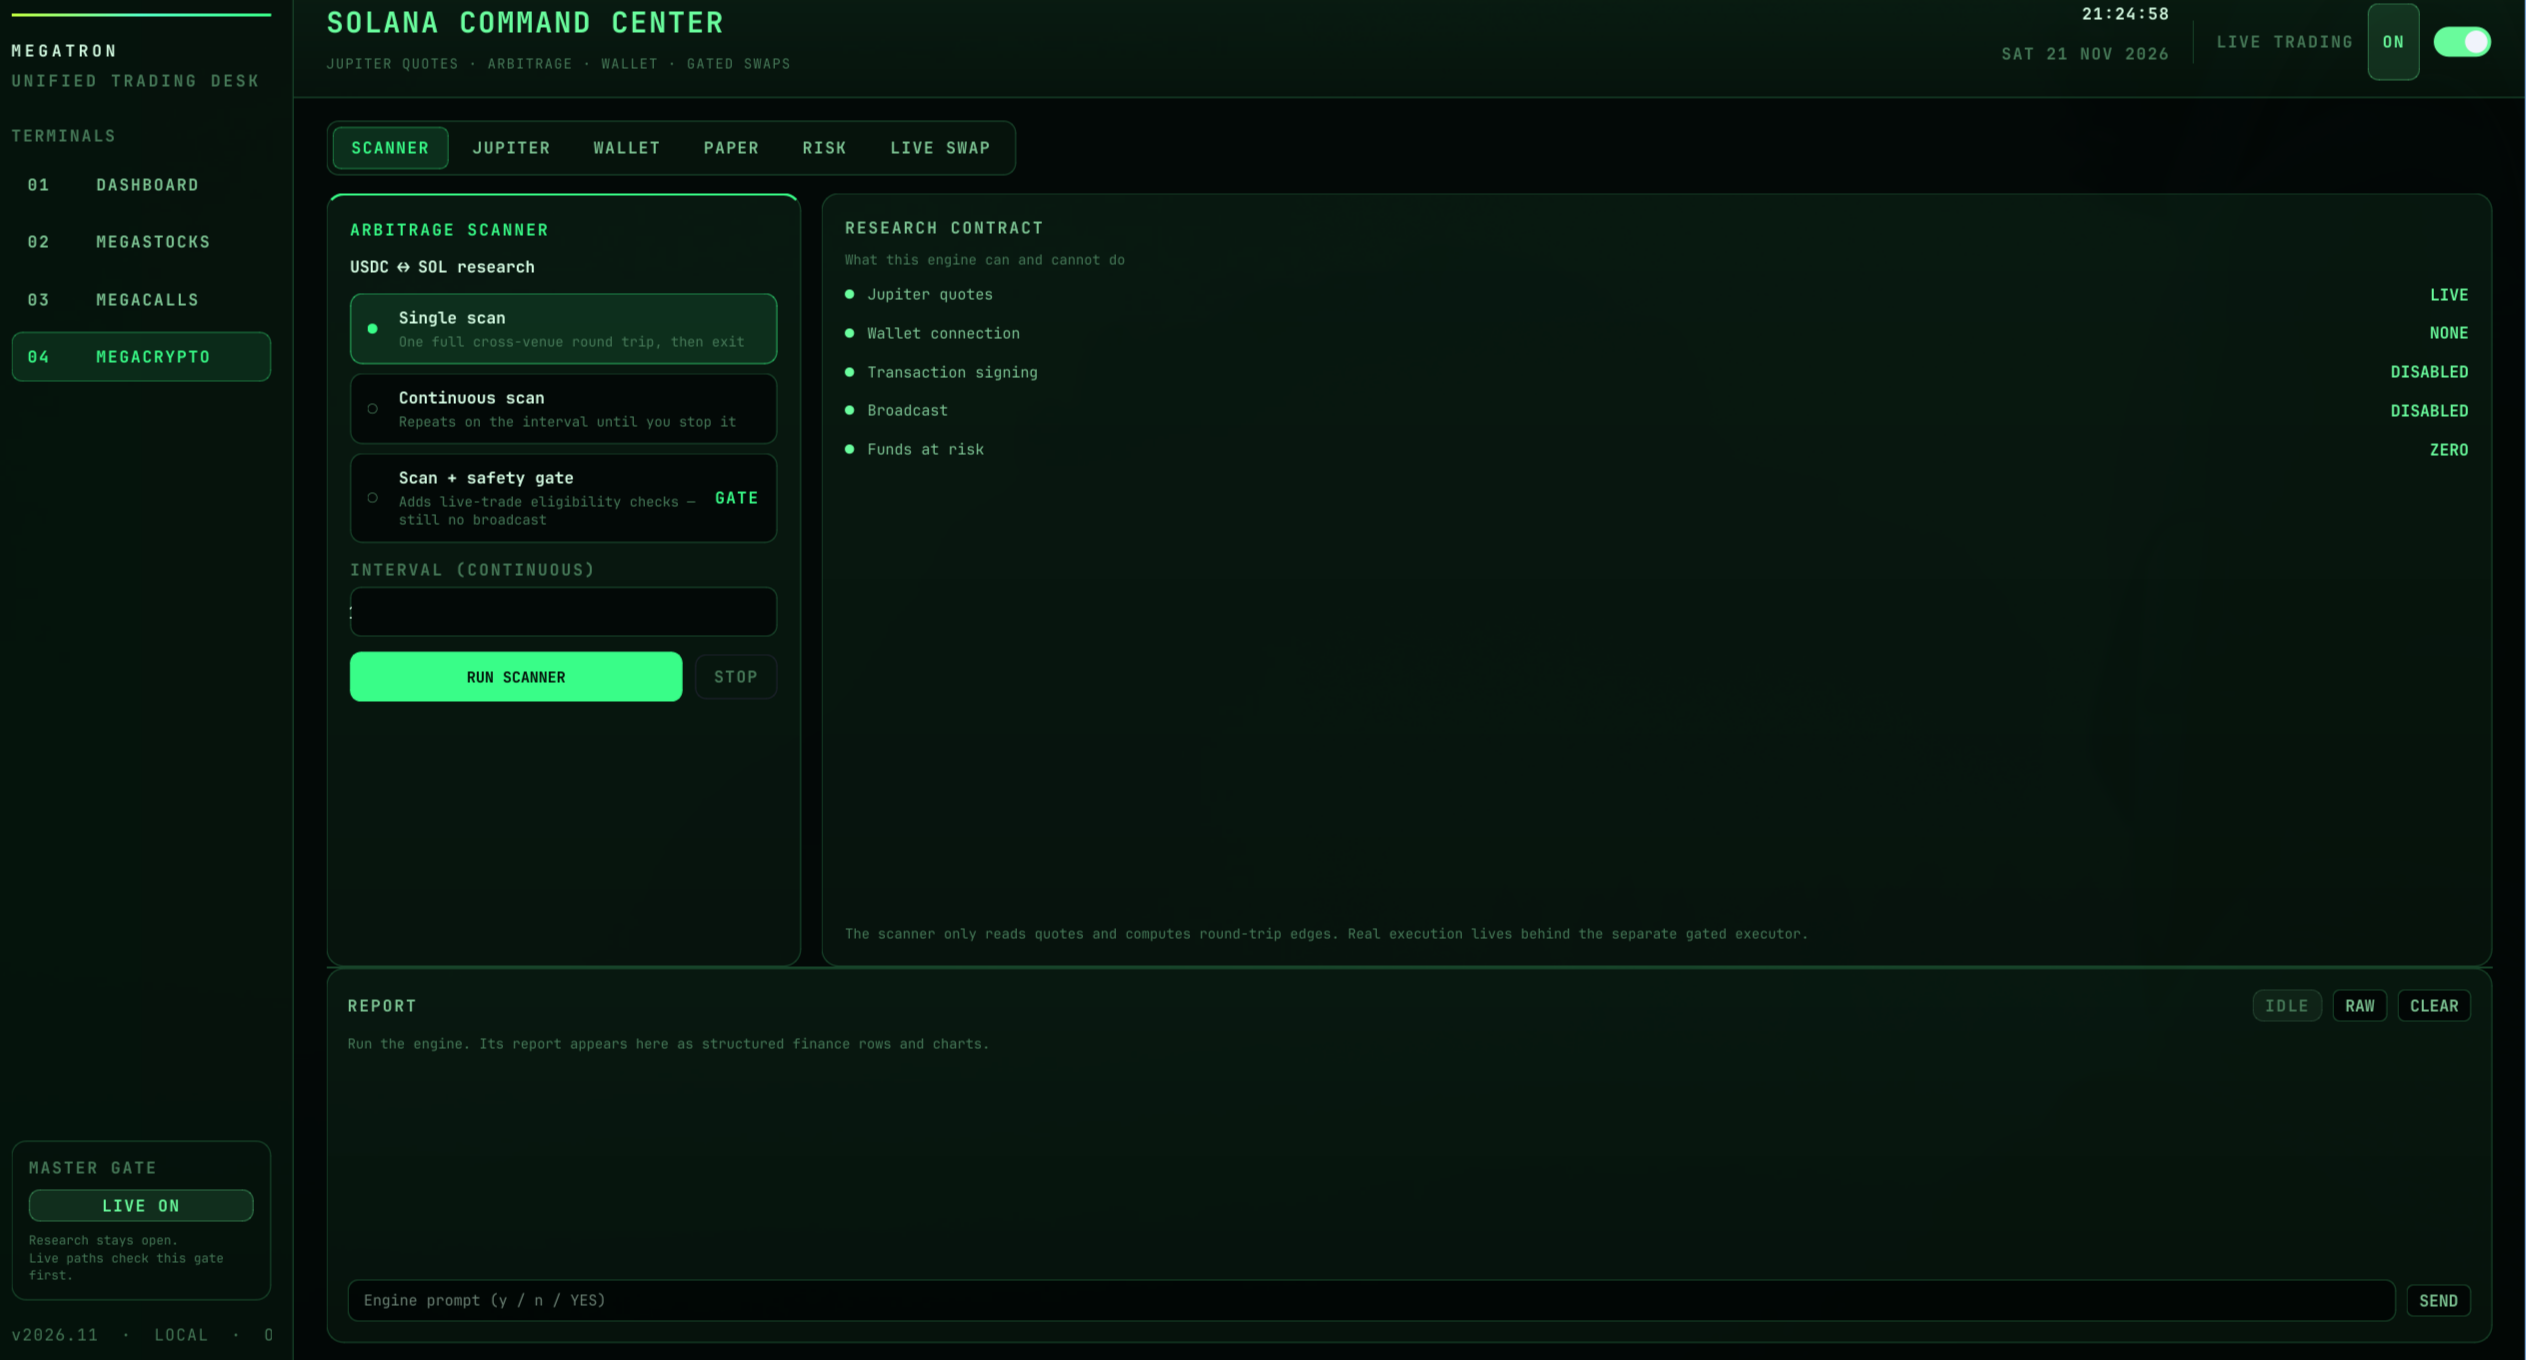 MEGATRON
UNIFIED TRADING DESK
TERMINALS
01 DASHBOARD
02 MEGASTOCKS
03 MEGACALLS
04 MEGACRYPTO
MASTER GATE
LIVE ON
Research stays open.
Live paths check this gate
first.
v2026.11 · LOCAL ·
SOLANA COMMAND CENTER
JUPITER QUOTES · ARBITRAGE · WALLET · GATED SWAPS
21:24:58
SAT 21 NOV 2026
LIVE TRADING ON
SCANNER JUPITER WALLET PAPER RISK LIVE SWAP
ARBITRAGE SCANNER
USDC ↔ SOL research
Single scan
One full cross-venue round trip, then exit
Continuous scan
Repeats on the interval until you stop it
Scan + safety gate
Adds live-trade eligibility checks —
still no broadcast
GATE
INTERVAL (CONTINUOUS)
RUN SCANNER STOP
RESEARCH CONTRACT
What this engine can and cannot do
Jupiter quotes LIVE
Wallet connection NONE
Transaction signing DISABLED
Broadcast DISABLED
Funds at risk ZERO
The scanner only reads quotes and computes round-trip edges. Real execution lives behind the separate gated executor.
REPORT
IDLE RAW CLEAR
Run the engine. Its report appears here as structured finance rows and charts.
Engine prompt (y / n / YES)
SEND